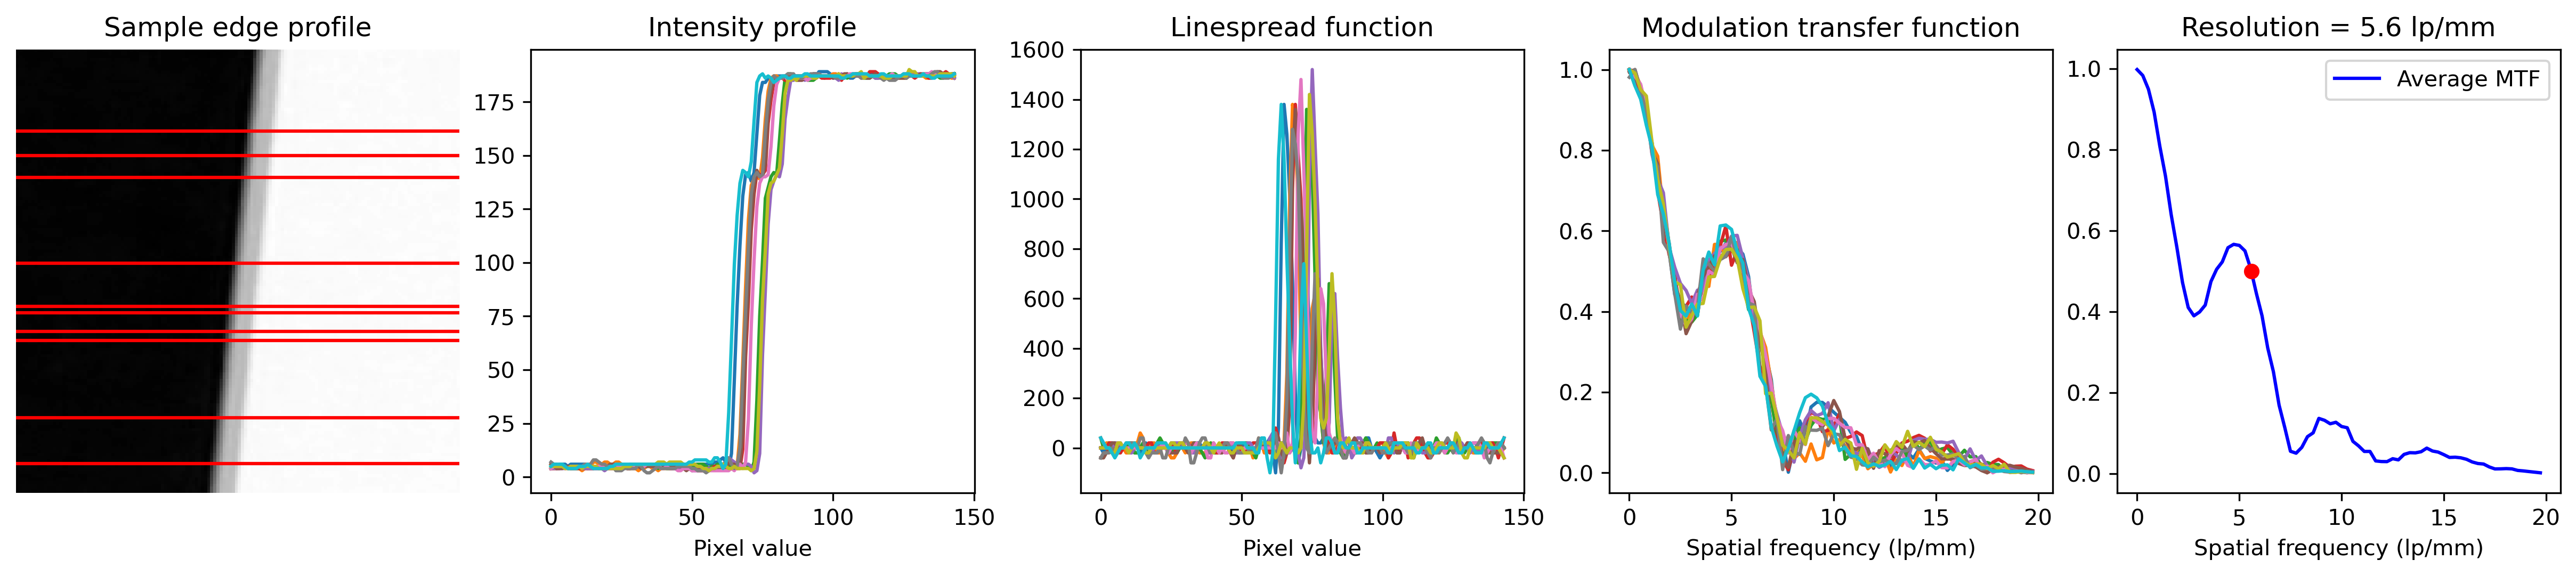 Sample edge profile
Intensity profile
175
150
125
100
75
50
25
0
0 50 100 150
Pixel value
Linespread function
1600
1400
1200
1000
800
600
400
200
0
0 50 100 150
Pixel value
Modulation transfer function
1.0
0.8
0.6
0.4
0.2
0.0
0 5 10 15 20
Spatial frequency (lp/mm)
Resolution = 5.6 lp/mm
Average MTF
1.0
0.8
0.6
0.4
0.2
0.0
0 5 10 15 20
Spatial frequency (lp/mm)